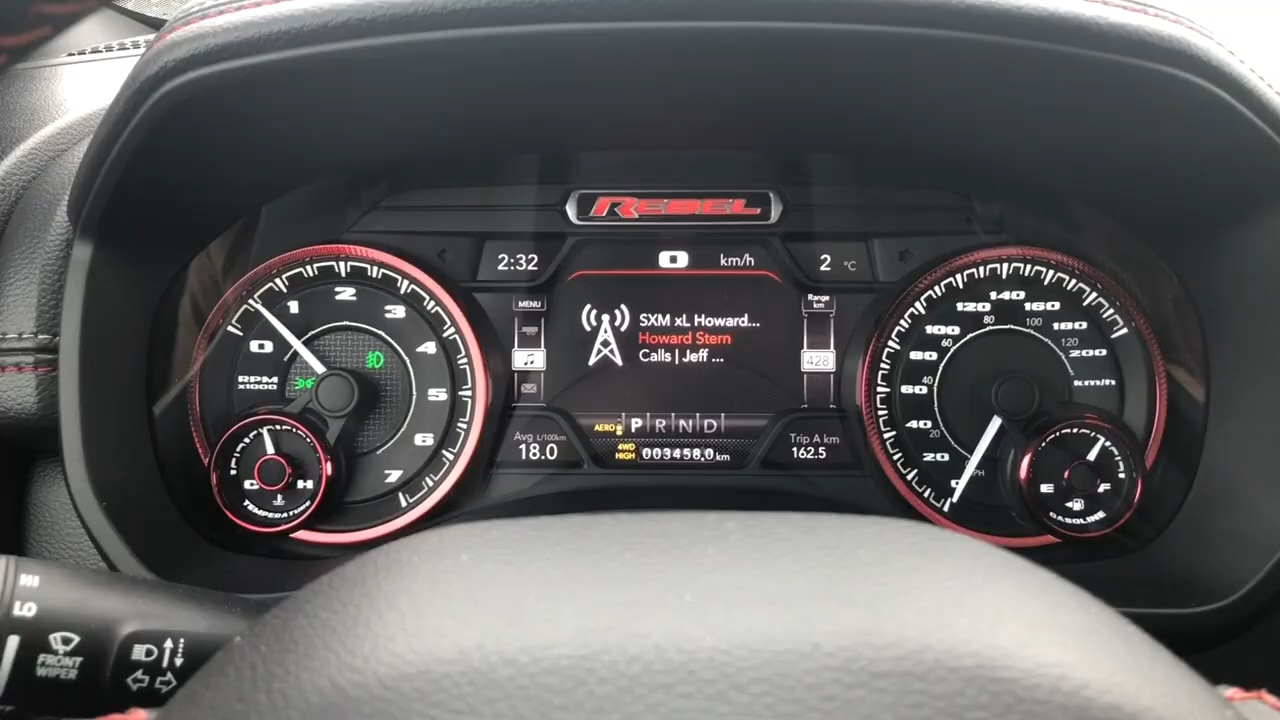 REBEL
2:32
0 km/h
2 °C
MENU
Range
km
428
SXM xL Howard...
Howard Stern
Calls | Jeff ...
AERO
P R N D
4WD
HIGH
003458.0 km
Avg L/100km
18.0
Trip A km
162.5
0 1 2 3 4 5 6 7
RPM
x1000
C H
TEMPERATURE
0 20 40 60 80 100 120 140 160 180 200
km/h
20 40 60 80 100 120
E F
GASOLINE
LO
FRONT
WIPER